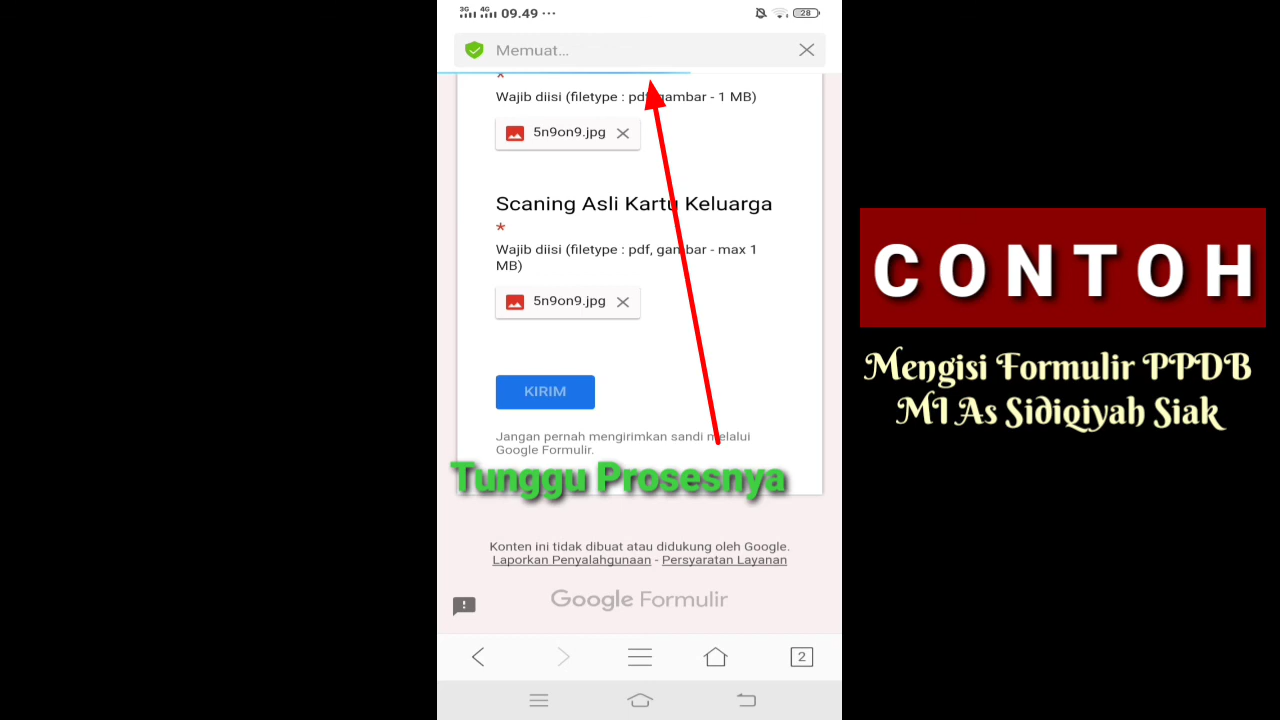 3G 4G 09.49 ··· 28
Memuat...
*
Wajib diisi (filetype : pdf, gambar - 1 MB)
5n9on9.jpg
Scaning Asli Kartu Keluarga
*
Wajib diisi (filetype : pdf, gambar - max 1
MB)
5n9on9.jpg
KIRIM
Jangan pernah mengirimkan sandi melalui
Google Formulir.
Tunggu Prosesnya
Konten ini tidak dibuat atau didukung oleh Google.
Laporkan Penyalahgunaan - Persyaratan Layanan
Google Formulir
2
CONTOH
Mengisi Formulir PPDB
MI As Sidiqiyah Siak